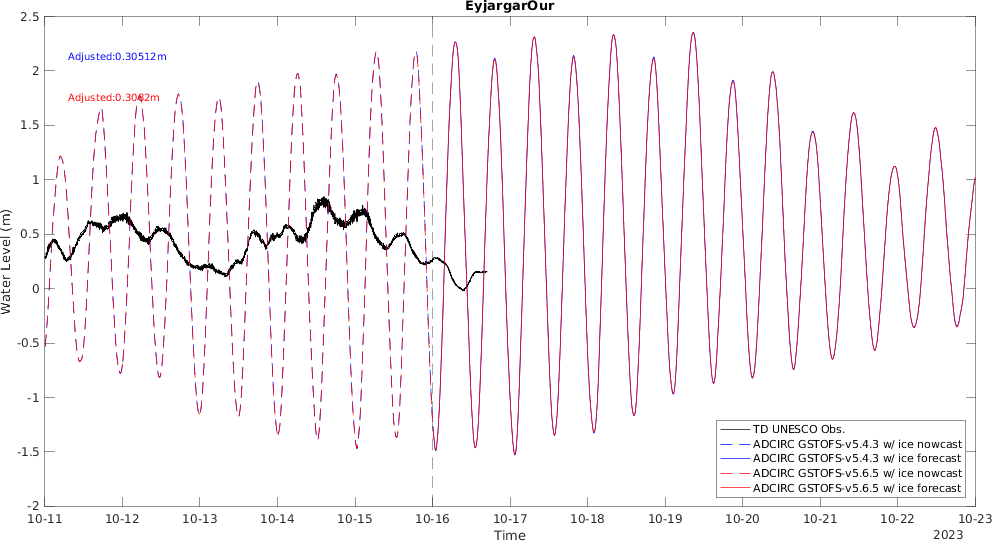 EyjargarOur
2.5
2
1.5
1
0.5
0
-0.5
-1
-1.5
-2
Water Level (m)
Adjusted:0.30512m
Adjusted:0.3082m
TD UNESCO Obs.
ADCIRC GSTOFS-v5.4.3 w/ ice nowcast
ADCIRC GSTOFS-v5.4.3 w/ ice forecast
ADCIRC GSTOFS-v5.6.5 w/ ice nowcast
ADCIRC GSTOFS-v5.6.5 w/ ice forecast
10-11 10-12 10-13 10-14 10-15 10-16 10-17 10-18 10-19 10-20 10-21 10-22 10-23
Time
2023